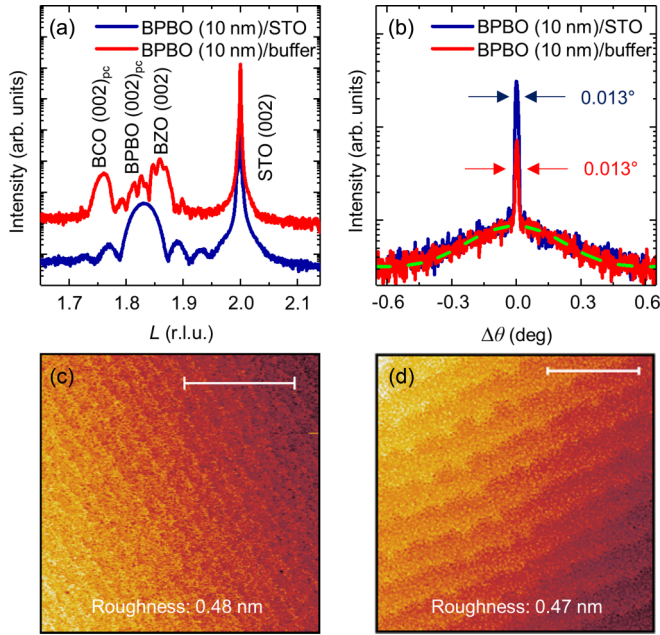 (a)
BPBO (10 nm)/STO
BPBO (10 nm)/buffer
BCO (002)pc
BPBO (002)pc
BZO (002)
STO (002)
Intensity (arb. units)
1.7 1.8 1.9 2.0 2.1
L (r.l.u.)
(b)
BPBO (10 nm)/STO
BPBO (10 nm)/buffer
0.013°
0.013°
Intensity (arb. units)
-0.6 -0.3 0.0 0.3 0.6
Δθ (deg)
(c)
Roughness: 0.48 nm
(d)
Roughness: 0.47 nm